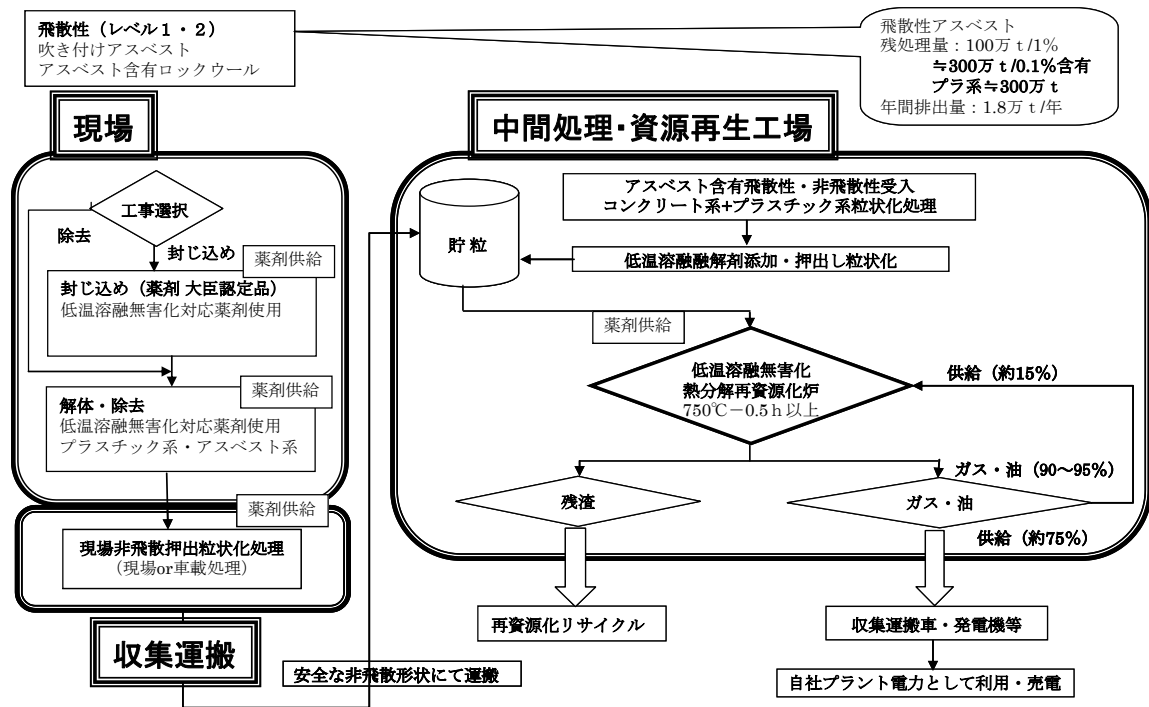 飛散性（レベル１・２）
吹き付けアスベスト
アスベスト含有ロックウール
飛散性アスベスト
残処理量：100万ｔ/1%
≒300万ｔ/0.1%含有
プラ系≒300万ｔ
年間排出量：1.8万ｔ/年
現場
工事選択
除去
封じ込め
薬剤供給
封じ込め（薬剤 大臣認定品）
低温溶融無害化対応薬剤使用
薬剤供給
解体・除去
低温溶融無害化対応薬剤使用
プラスチック系・アスベスト系
薬剤供給
現場非飛散押出粒状化処理
（現場or車載処理）
収集運搬
安全な非飛散形状にて運搬
中間処理・資源再生工場
アスベスト含有飛散性・非飛散性受入
コンクリート系+プラスチック系粒状化処理
貯 粒
低温溶融融解剤添加・押出し粒状化
薬剤供給
低温溶融無害化
熱分解再資源化炉
750℃－0.5ｈ以上
供給（約15%）
ガス・油（90～95%）
残渣
ガス・油
供給（約75%）
再資源化リサイクル
収集運搬車・発電機等
自社プラント電力として利用・売電